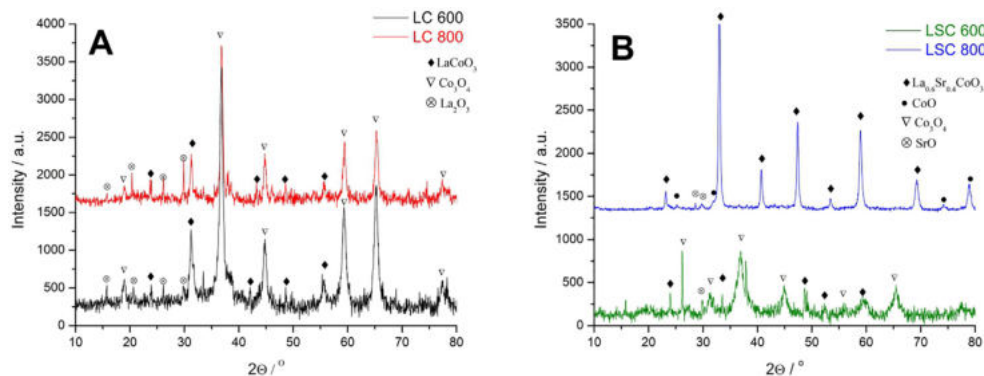 A
LC 600
LC 800
◆ LaCoO₃
▽ Co₃O₄
⊗ La₂O₃
Intensity / a.u.
4000
3500
3000
2500
2000
1500
1000
500
0
10 20 30 40 50 60 70 80
2Θ / °
B
LSC 600
LSC 800
◆ La₀.₆Sr₀.₄CoO₃
● CoO
▽ Co₃O₄
⊗ SrO
Intensity / a.u.
3500
3000
2500
2000
1500
1000
500
0
10 20 30 40 50 60 70 80
2Θ / °